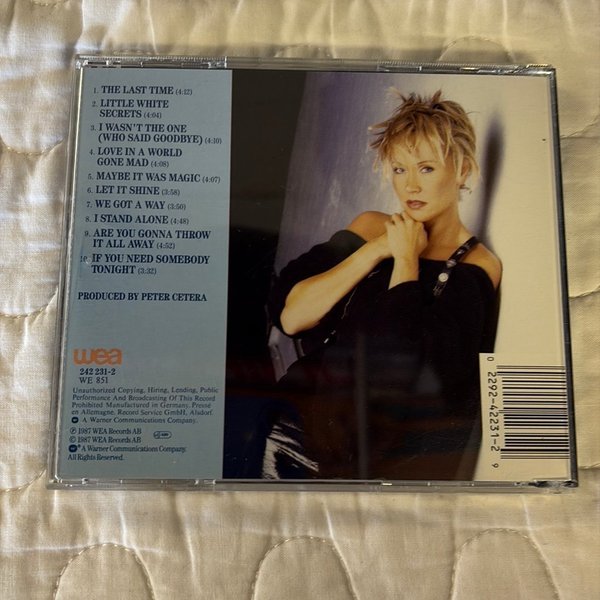 1. THE LAST TIME (4:12)
2. LITTLE WHITE
SECRETS (4:04)
3. I WASN'T THE ONE
(WHO SAID GOODBYE) (4:10)
4. LOVE IN A WORLD
GONE MAD (4:08)
5. MAYBE IT WAS MAGIC (4:07)
6. LET IT SHINE (3:58)
7. WE GOT A WAY (3:50)
8. I STAND ALONE (4:48)
9. ARE YOU GONNA THROW
IT ALL AWAY (4:52)
10. IF YOU NEED SOMEBODY
TONIGHT (3:32)
PRODUCED BY PETER CETERA
wea
242 231-2
WE 851
Unauthorized Copying, Hiring, Lending, Public
Performance And Broadcasting Of This Record
Prohibited Manufactured in Germany. Pressé
en Allemagne. Record Service GmbH, Alsdorf.
A Warner Communications Company.
℗ 1987 WEA Records AB
© 1987 WEA Records AB
® A Warner Communications Company.
All Rights Reserved.
0 2292-42231-2 9